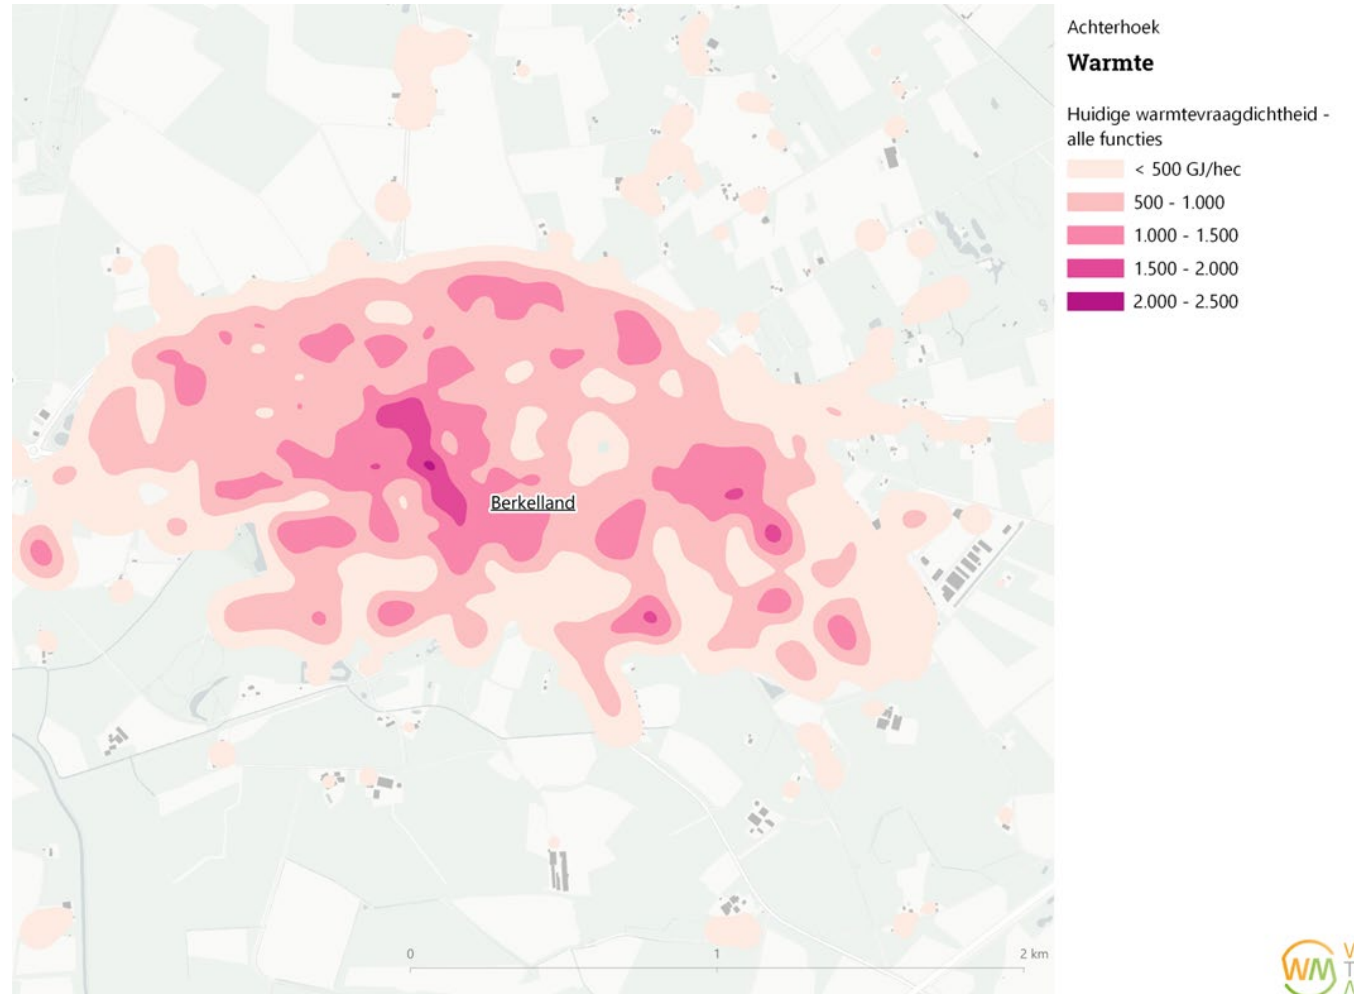 Achterhoek
Warmte
Huidige warmtevraagdichtheid -
alle functies
< 500 GJ/hec
500 - 1.000
1.000 - 1.500
1.500 - 2.000
2.000 - 2.500
Berkelland
0 1 2 km
WM
V
T